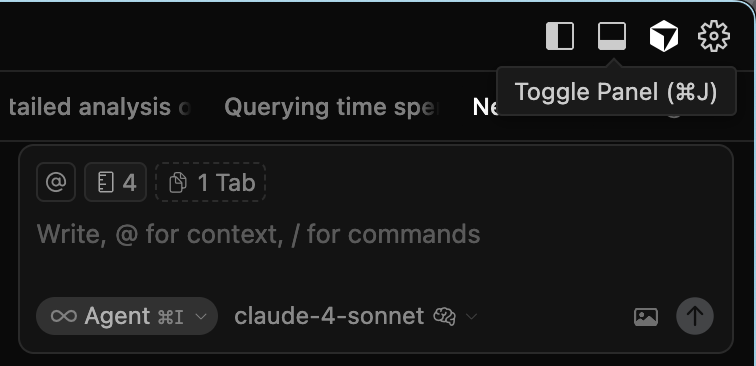 Toggle Panel (⌘J)
tailed analysis
Querying time spe
Ne
@
4
1 Tab
Write, @ for context, / for commands
Agent ⌘I
claude-4-sonnet